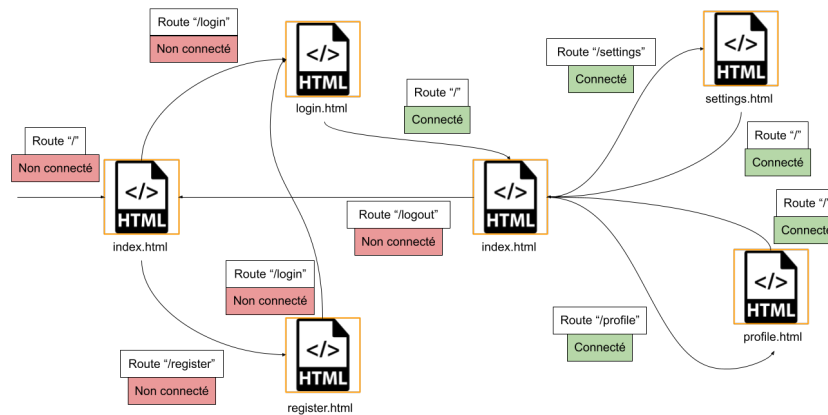 Route “/login”
Non connecté
</>
HTML
login.html
Route “/”
Connecté
Route “/settings”
Connecté
</>
HTML
settings.html
Route “/”
Non connecté
</>
HTML
index.html
Route “/”
Connecté
</>
HTML
index.html
Route “/logout”
Non connecté
Route “/”
Connecté
</>
HTML
profile.html
Route “/login”
Non connecté
Route “/profile”
Connecté
Route “/register”
Non connecté
</>
HTML
register.html